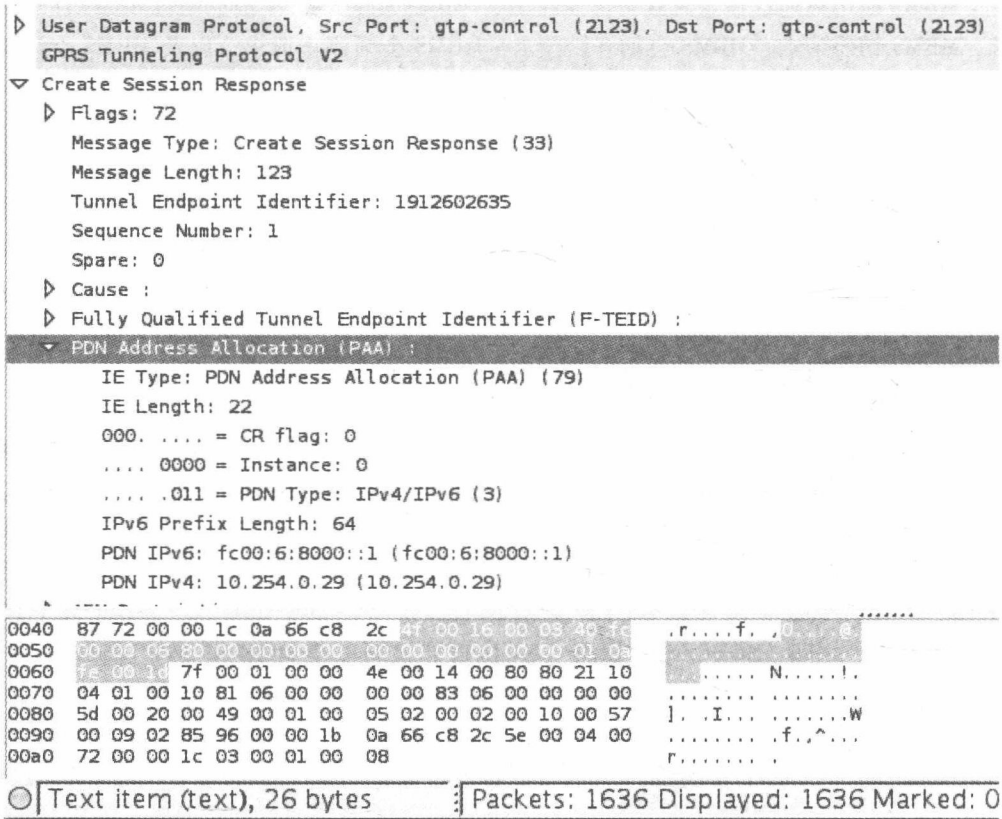 User Datagram Protocol, Src Port: gtp-control (2123), Dst Port: gtp-control (2123)
GPRS Tunneling Protocol V2
Create Session Response
Flags: 72
Message Type: Create Session Response (33)
Message Length: 123
Tunnel Endpoint Identifier: 1912602635
Sequence Number: 1
Spare: 0
Cause :
Fully Qualified Tunnel Endpoint Identifier (F-TEID) :
PDN Address Allocation (PAA) :
IE Type: PDN Address Allocation (PAA) (79)
IE Length: 22
000. .... = CR flag: 0
.... 0000 = Instance: 0
.... .011 = PDN Type: IPv4/IPv6 (3)
IPv6 Prefix Length: 64
PDN IPv6: fc00:6:8000::1 (fc00:6:8000::1)
PDN IPv4: 10.254.0.29 (10.254.0.29)
0040 87 72 00 00 1c 0a 66 c8 2c 4f 00 16 00 03 40 fc .r....f. ,O....@.
0050 00 00 06 80 00 00 00 00 00 00 00 00 00 00 01 0a ........ ........
0060 fe 00 1d 7f 00 01 00 00 4e 00 14 00 80 80 21 10 ........ N.....!.
0070 04 01 00 10 81 06 00 00 00 00 83 06 00 00 00 00 ........ ........
0080 5d 00 20 00 49 00 01 00 05 02 00 02 00 10 00 57 ]. .I... .......W
0090 00 09 02 85 96 00 00 1b 0a 66 c8 2c 5e 00 04 00 ........ .f.,^...
00a0 72 00 00 1c 03 00 01 00 08 r....... .
Text item (text), 26 bytes
Packets: 1636 Displayed: 1636 Marked: 0